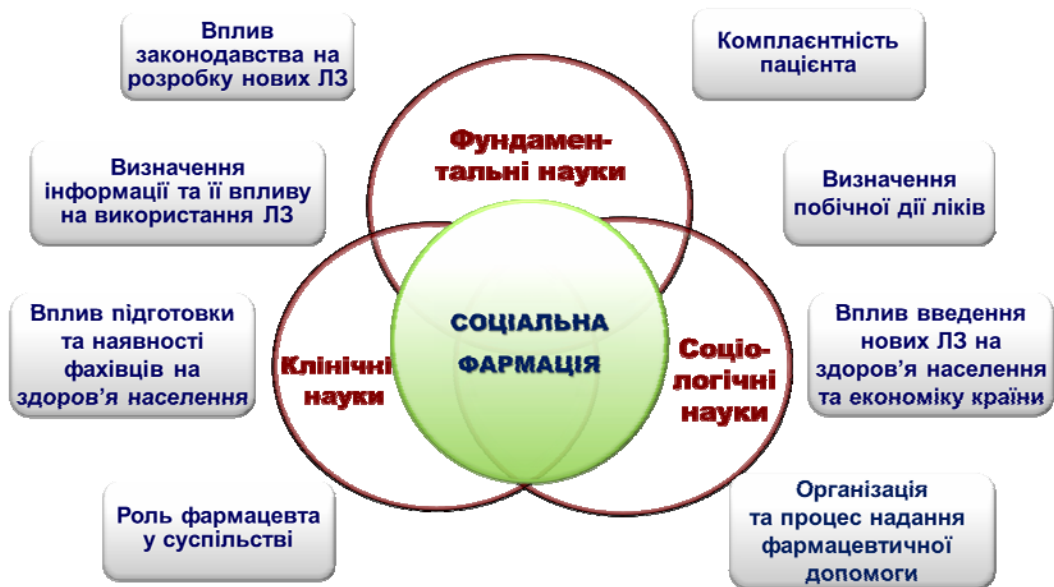 Вплив
законодавства на
розробку нових ЛЗ
Комплаєнтність
пацієнта
Фундамен-
тальні науки
Визначення
інформації та її впливу
на використання ЛЗ
Визначення
побічної дії ліків
Вплив підготовки
та наявності
фахівців на
здоров’я населення
Клінічні
науки
СОЦІАЛЬНА
ФАРМАЦІЯ
Соціо-
логічні
науки
Вплив введення
нових ЛЗ на
здоров’я населення
та економіку країни
Роль фармацевта
у суспільстві
Організація
та процес надання
фармацевтичної
допомоги